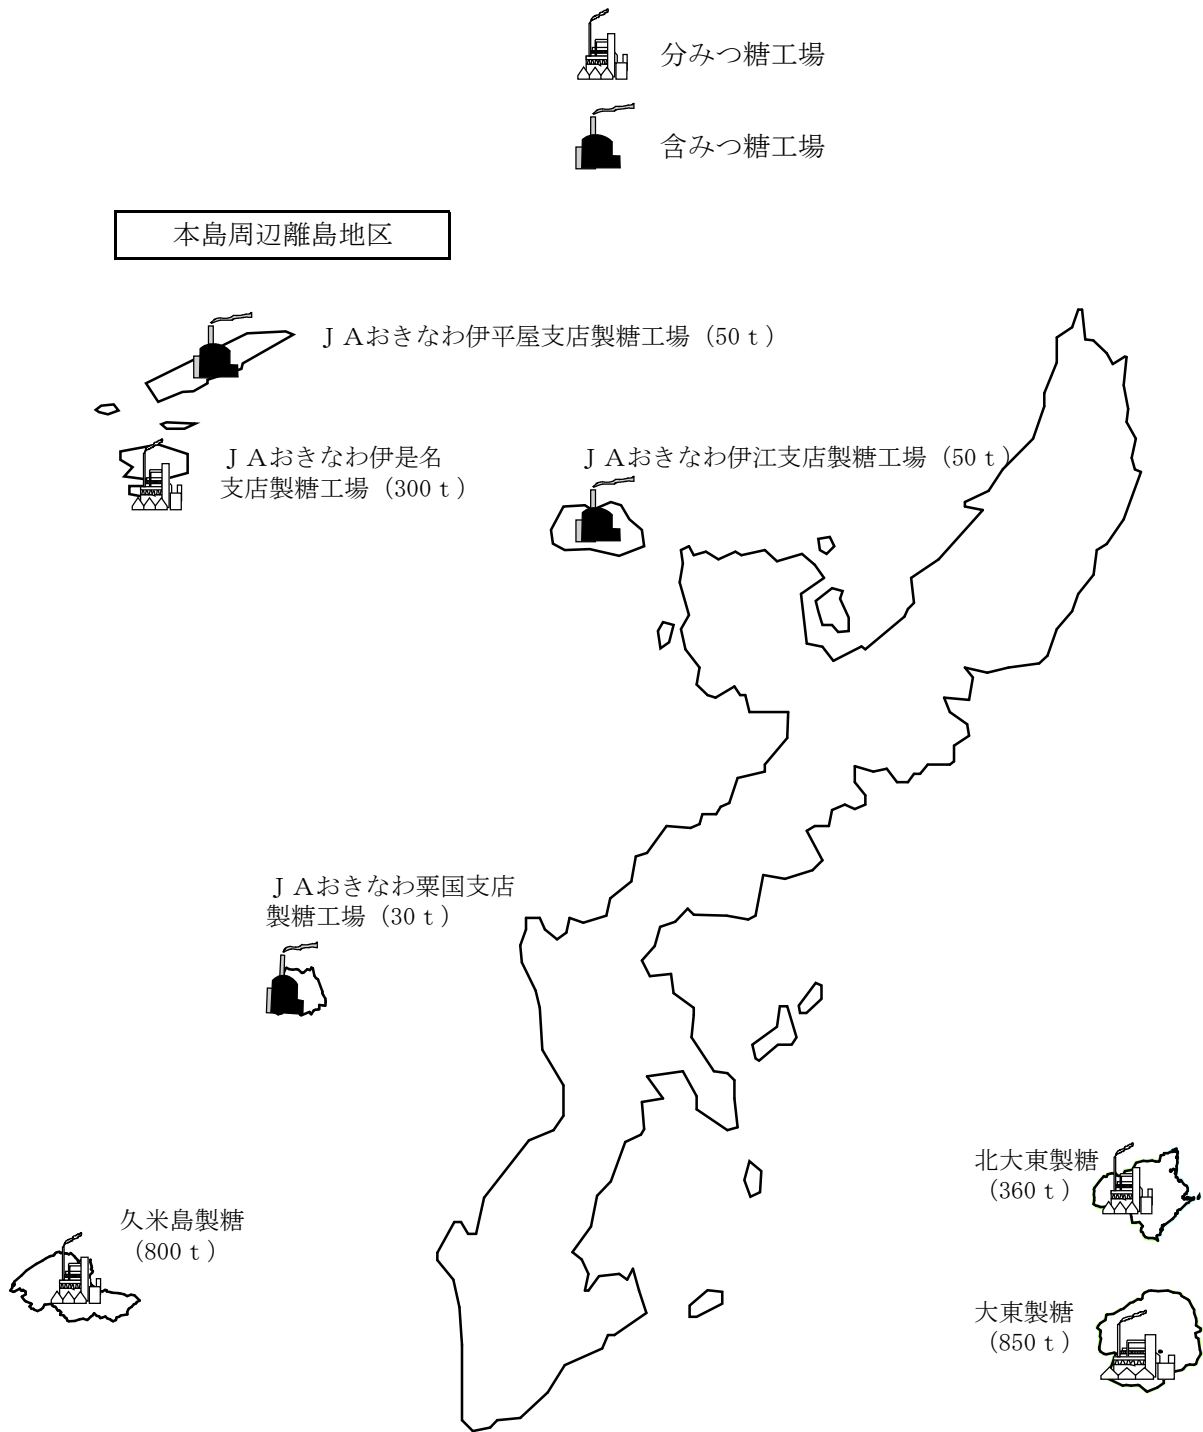 分みつ糖工場
含みつ糖工場
本島周辺離島地区
ＪＡおきなわ伊平屋支店製糖工場（50ｔ）
ＪＡおきなわ伊是名
支店製糖工場（300ｔ）
ＪＡおきなわ伊江支店製糖工場（50ｔ）
ＪＡおきなわ粟国支店
製糖工場（30ｔ）
北大東製糖
（360ｔ）
久米島製糖
（800ｔ）
大東製糖
（850ｔ）